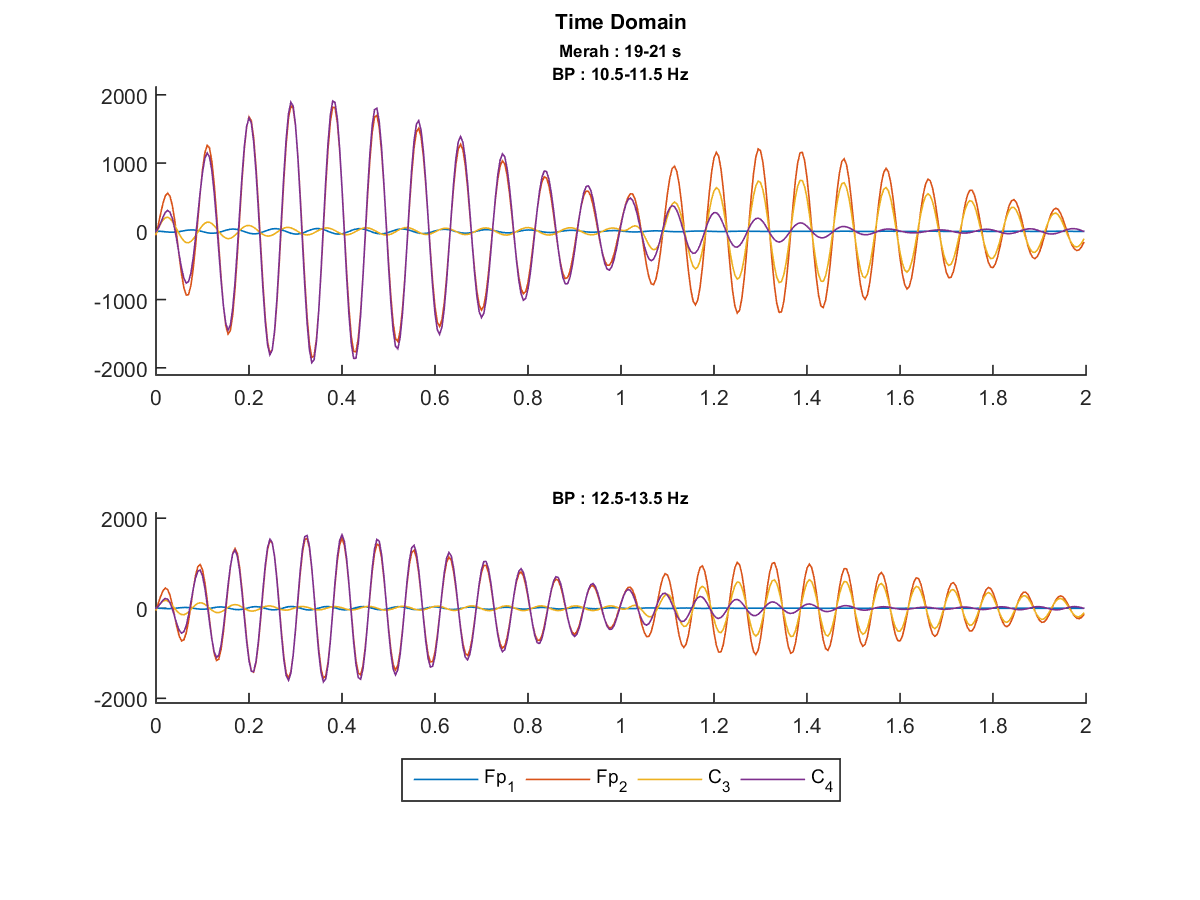 Time Domain
Merah : 19-21 s
BP : 10.5-11.5 Hz
2000
1000
0
-1000
-2000
0 0.2 0.4 0.6 0.8 1 1.2 1.4 1.6 1.8 2
BP : 12.5-13.5 Hz
2000
0
-2000
0 0.2 0.4 0.6 0.8 1 1.2 1.4 1.6 1.8 2
Fp1 Fp2 C3 C4